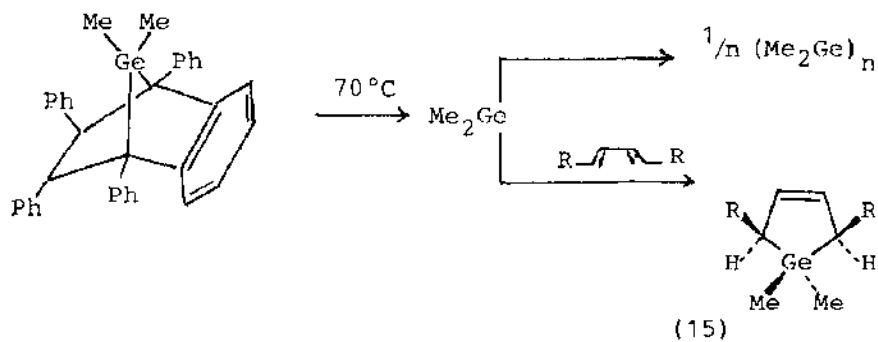 Me Me
Ge Ph
Ph
Ph Ph
70°C
Me₂Ge
1/n (Me₂Ge)ₙ
R R
R R
H Ge H
Me Me
(15)